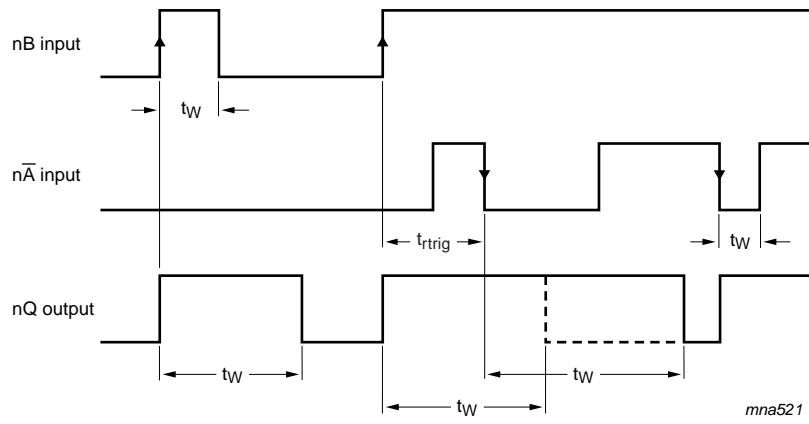 nB input
tW
nA̅ input
trtrig
tW
nQ output
tW
tW
tW
mna521